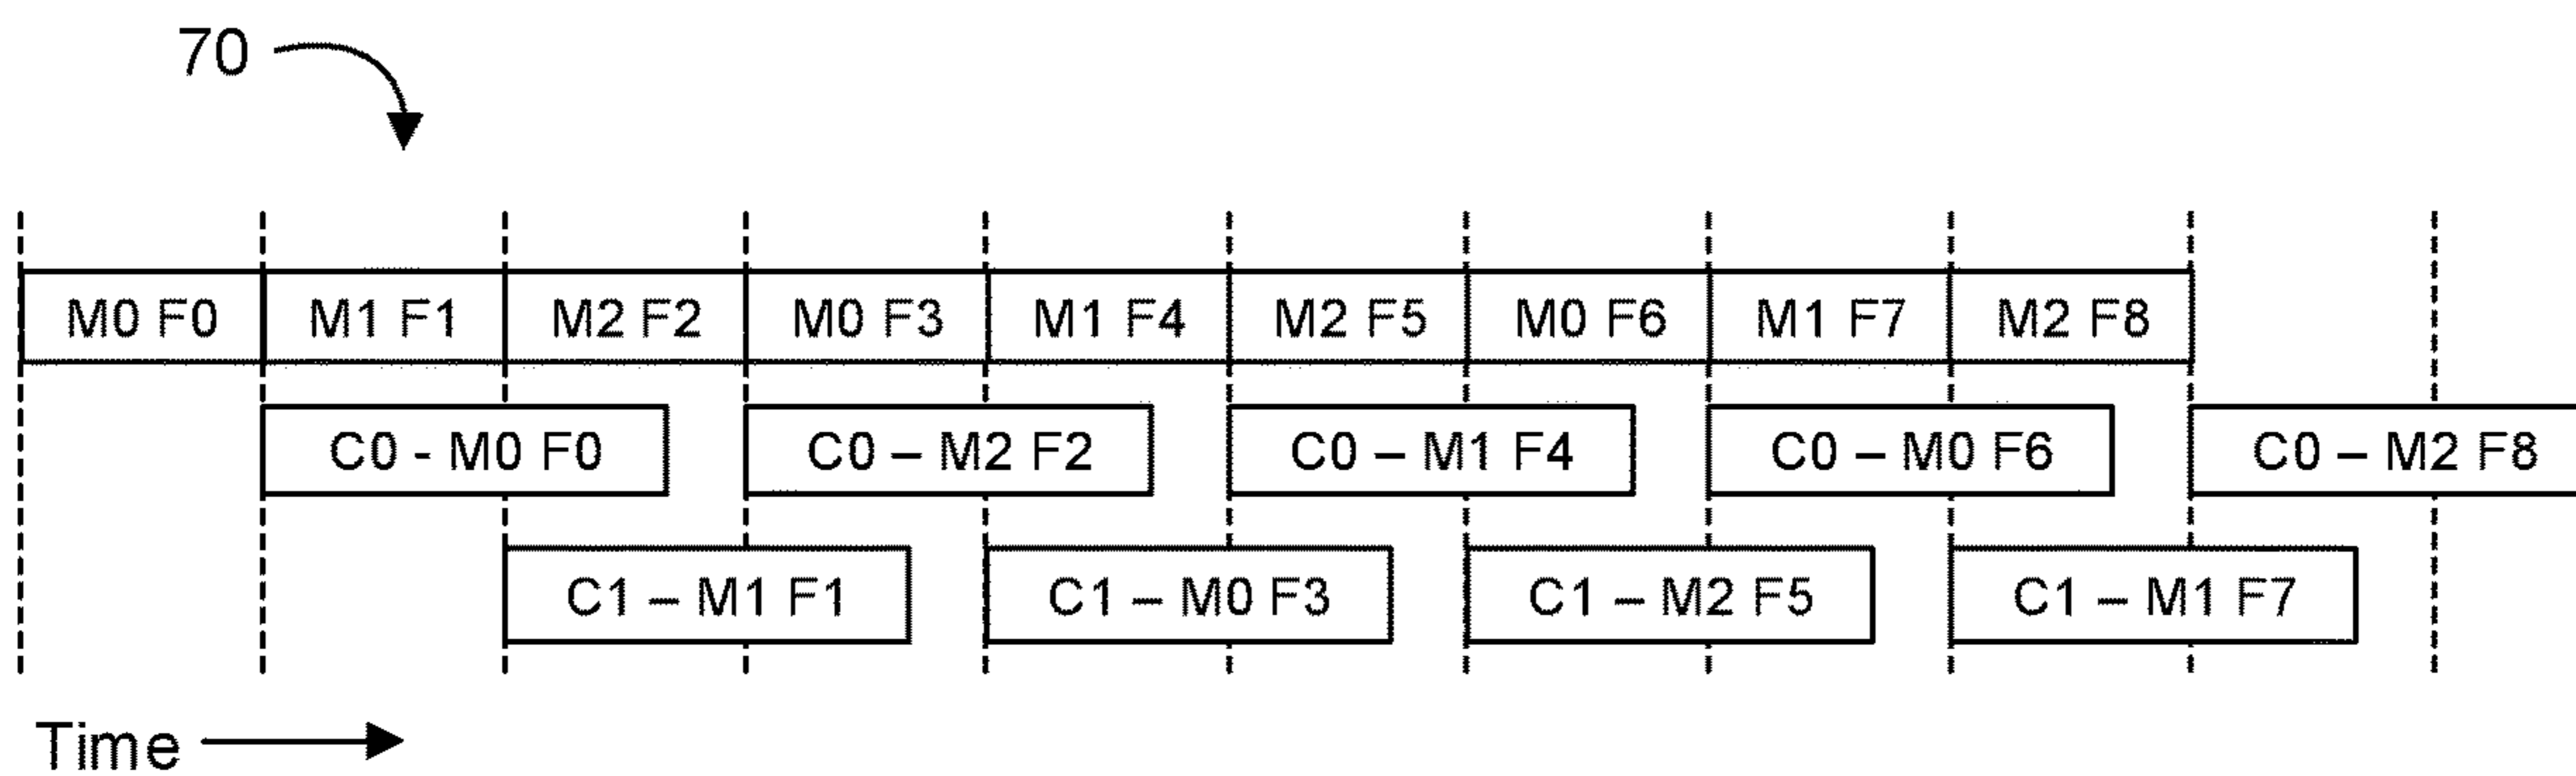 70
M0 F0 M1 F1 M2 F2 M0 F3 M1 F4 M2 F5 M0 F6 M1 F7 M2 F8
C0 - M0 F0 C0 – M2 F2 C0 – M1 F4 C0 – M0 F6 C0 – M2 F8
C1 – M1 F1 C1 – M0 F3 C1 – M2 F5 C1 – M1 F7
Time